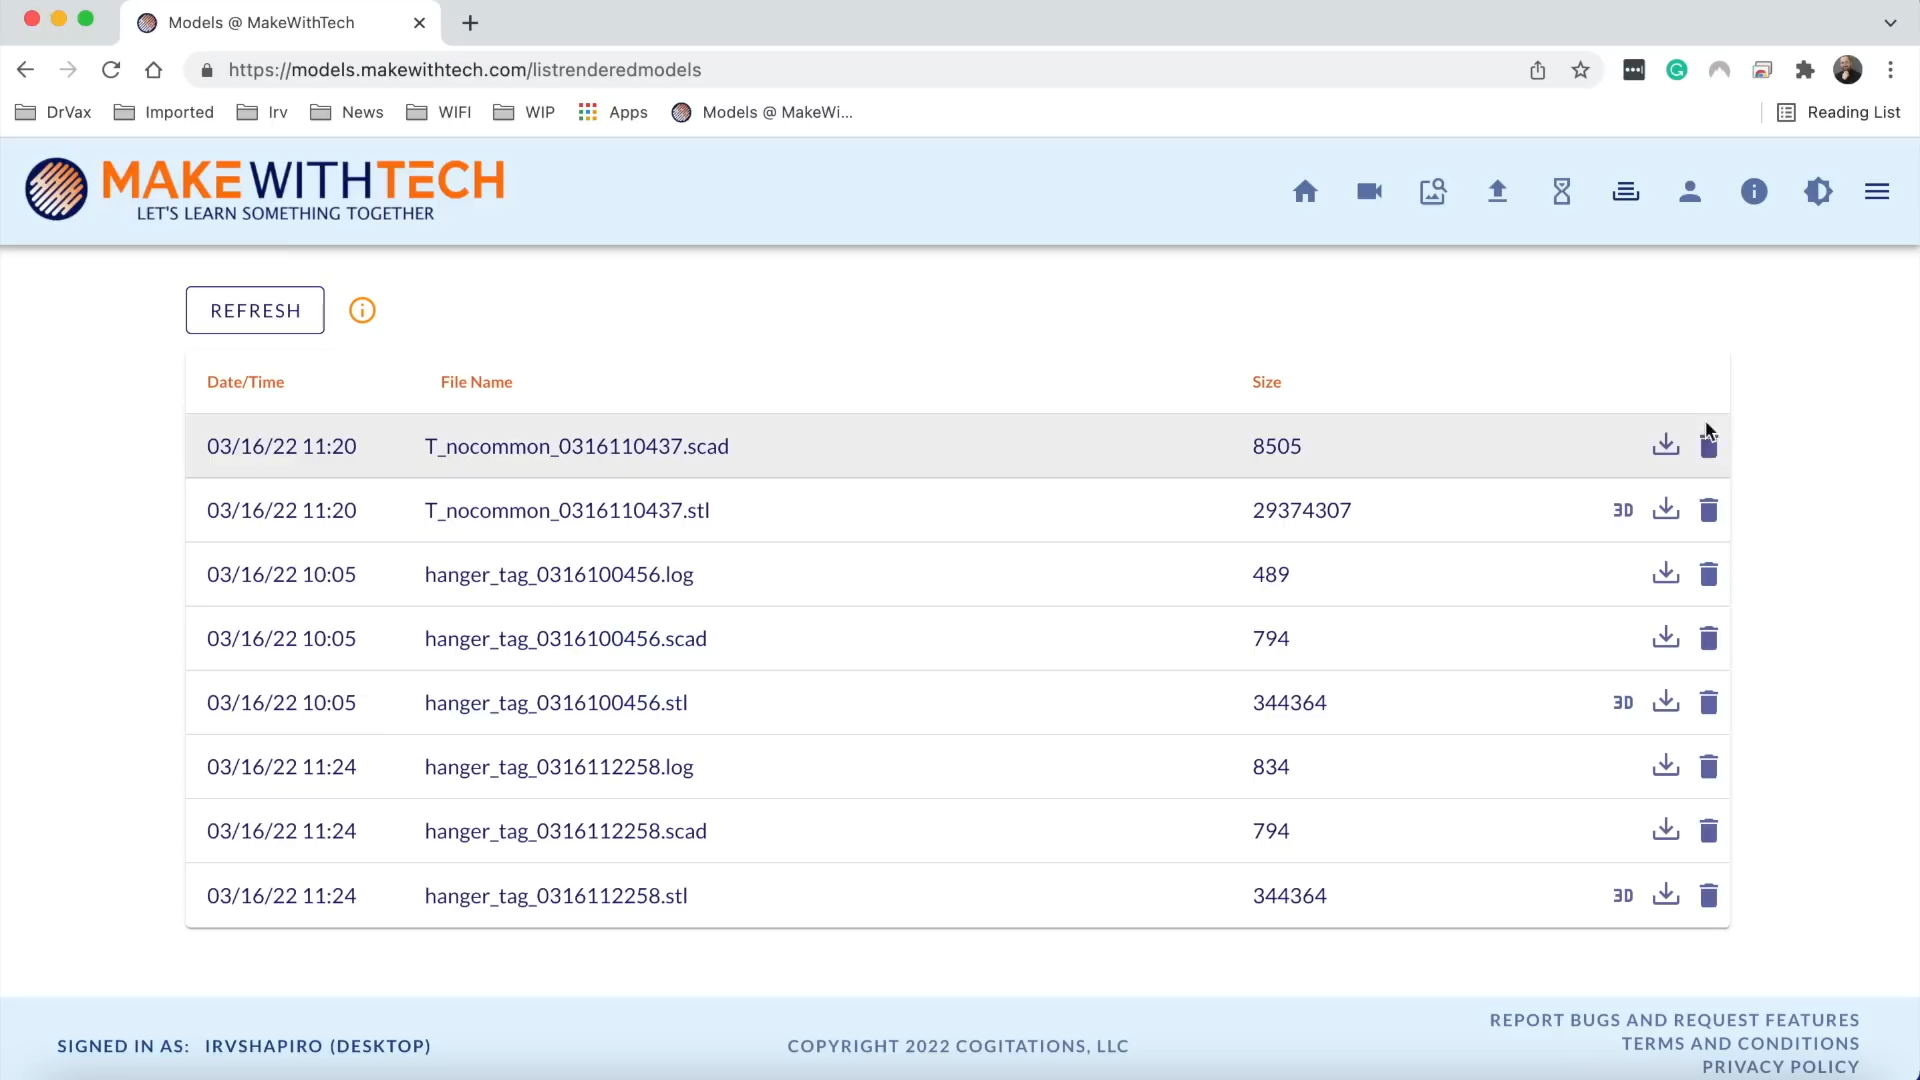 Models @ MakeWithTech
https://models.makewithtech.com/listrenderedmodels
DrVax Imported Irv News WIFI WIP Apps Models @ MakeWi... Reading List
MAKEWITHTECH
LET'S LEARN SOMETHING TOGETHER
REFRESH
Date/Time File Name Size
03/16/22 11:20 T_nocommon_0316110437.scad 8505
03/16/22 11:20 T_nocommon_0316110437.stl 29374307 3D
03/16/22 10:05 hanger_tag_0316100456.log 489
03/16/22 10:05 hanger_tag_0316100456.scad 794
03/16/22 10:05 hanger_tag_0316100456.stl 344364 3D
03/16/22 11:24 hanger_tag_0316112258.log 834
03/16/22 11:24 hanger_tag_0316112258.scad 794
03/16/22 11:24 hanger_tag_0316112258.stl 344364 3D
SIGNED IN AS: IRVSHAPIRO (DESKTOP)
COPYRIGHT 2022 COGITATIONS, LLC
REPORT BUGS AND REQUEST FEATURES
TERMS AND CONDITIONS
PRIVACY POLICY